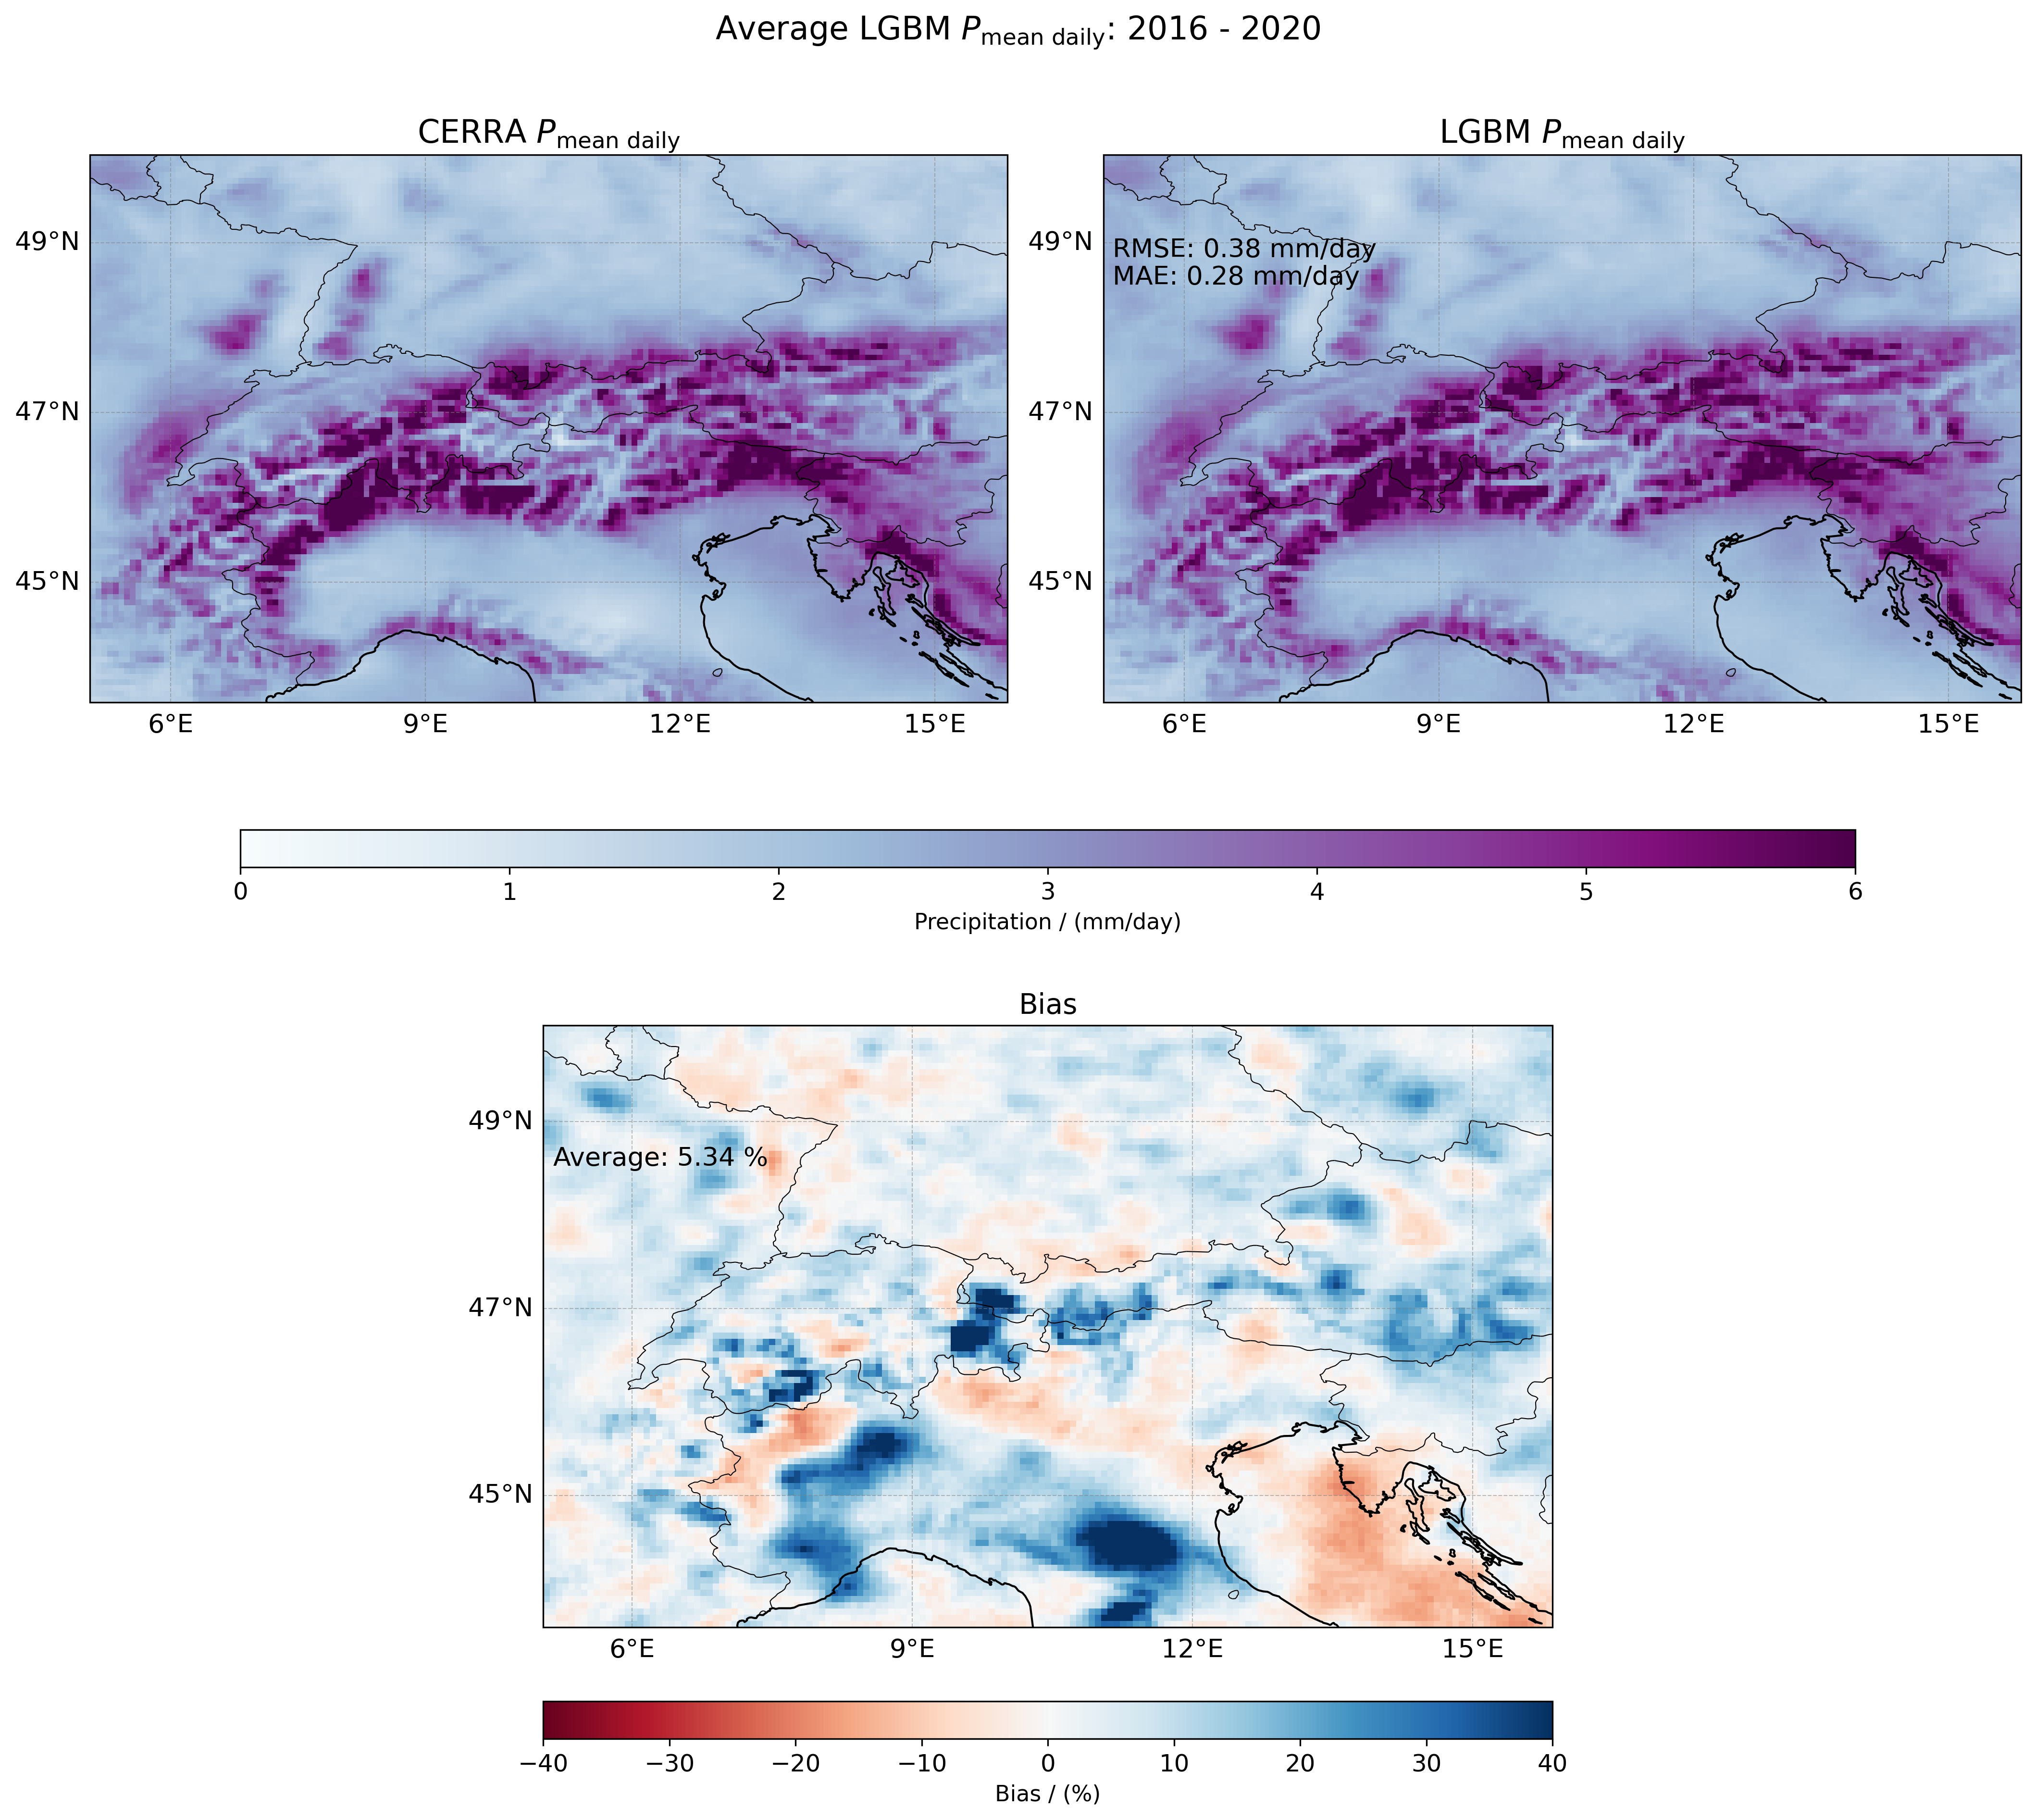 Average LGBM P mean daily: 2016 - 2020
CERRA P mean daily
LGBM P mean daily
49°N
47°N
45°N
6°E 9°E 12°E 15°E
49°N
47°N
45°N
RMSE: 0.38 mm/day
MAE: 0.28 mm/day
6°E 9°E 12°E 15°E
0 1 2 3 4 5 6
Precipitation / (mm/day)
Bias
49°N
47°N
45°N
Average: 5.34 %
6°E 9°E 12°E 15°E
−40 −30 −20 −10 0 10 20 30 40
Bias / (%)